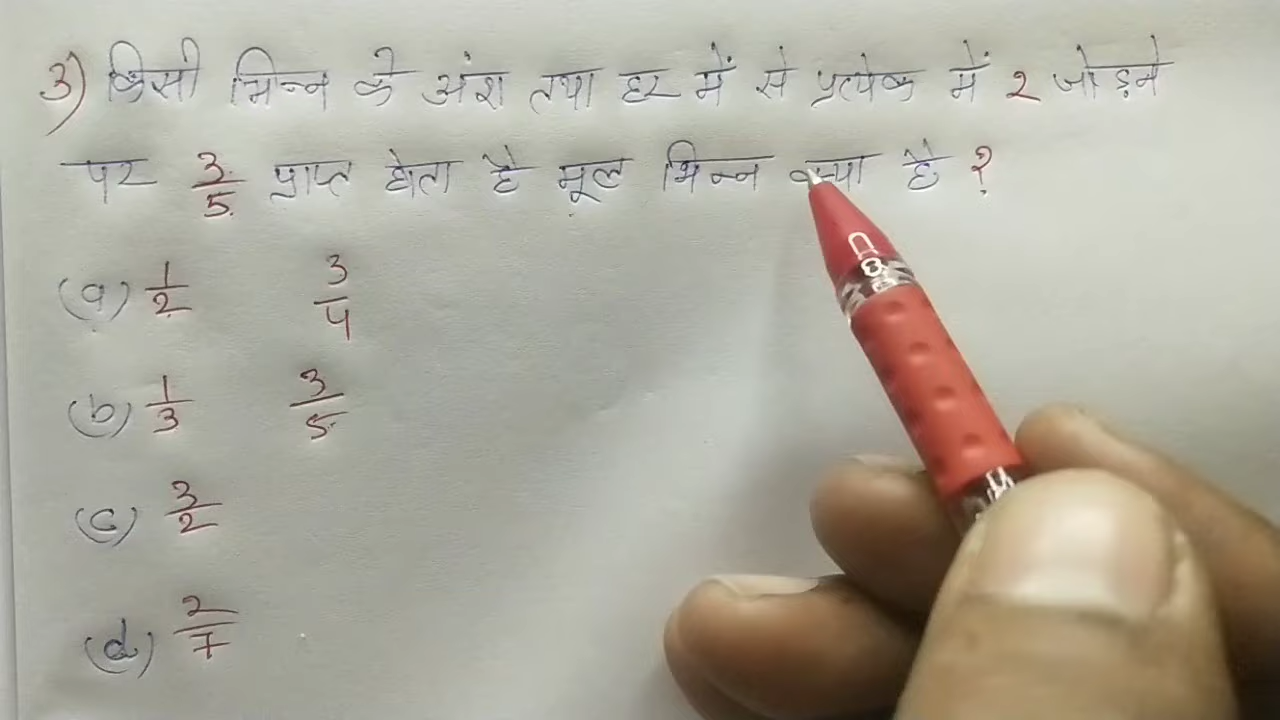 3) किसी भिन्न के अंश तथा हर में से प्रत्येक में 2 जोड़ने
पर 3/5 प्राप्त होता है मूल भिन्न क्या है ?
(a) 1/2 3/4
(b) 1/3 3/5
(c) 3/2
(d) 2/7